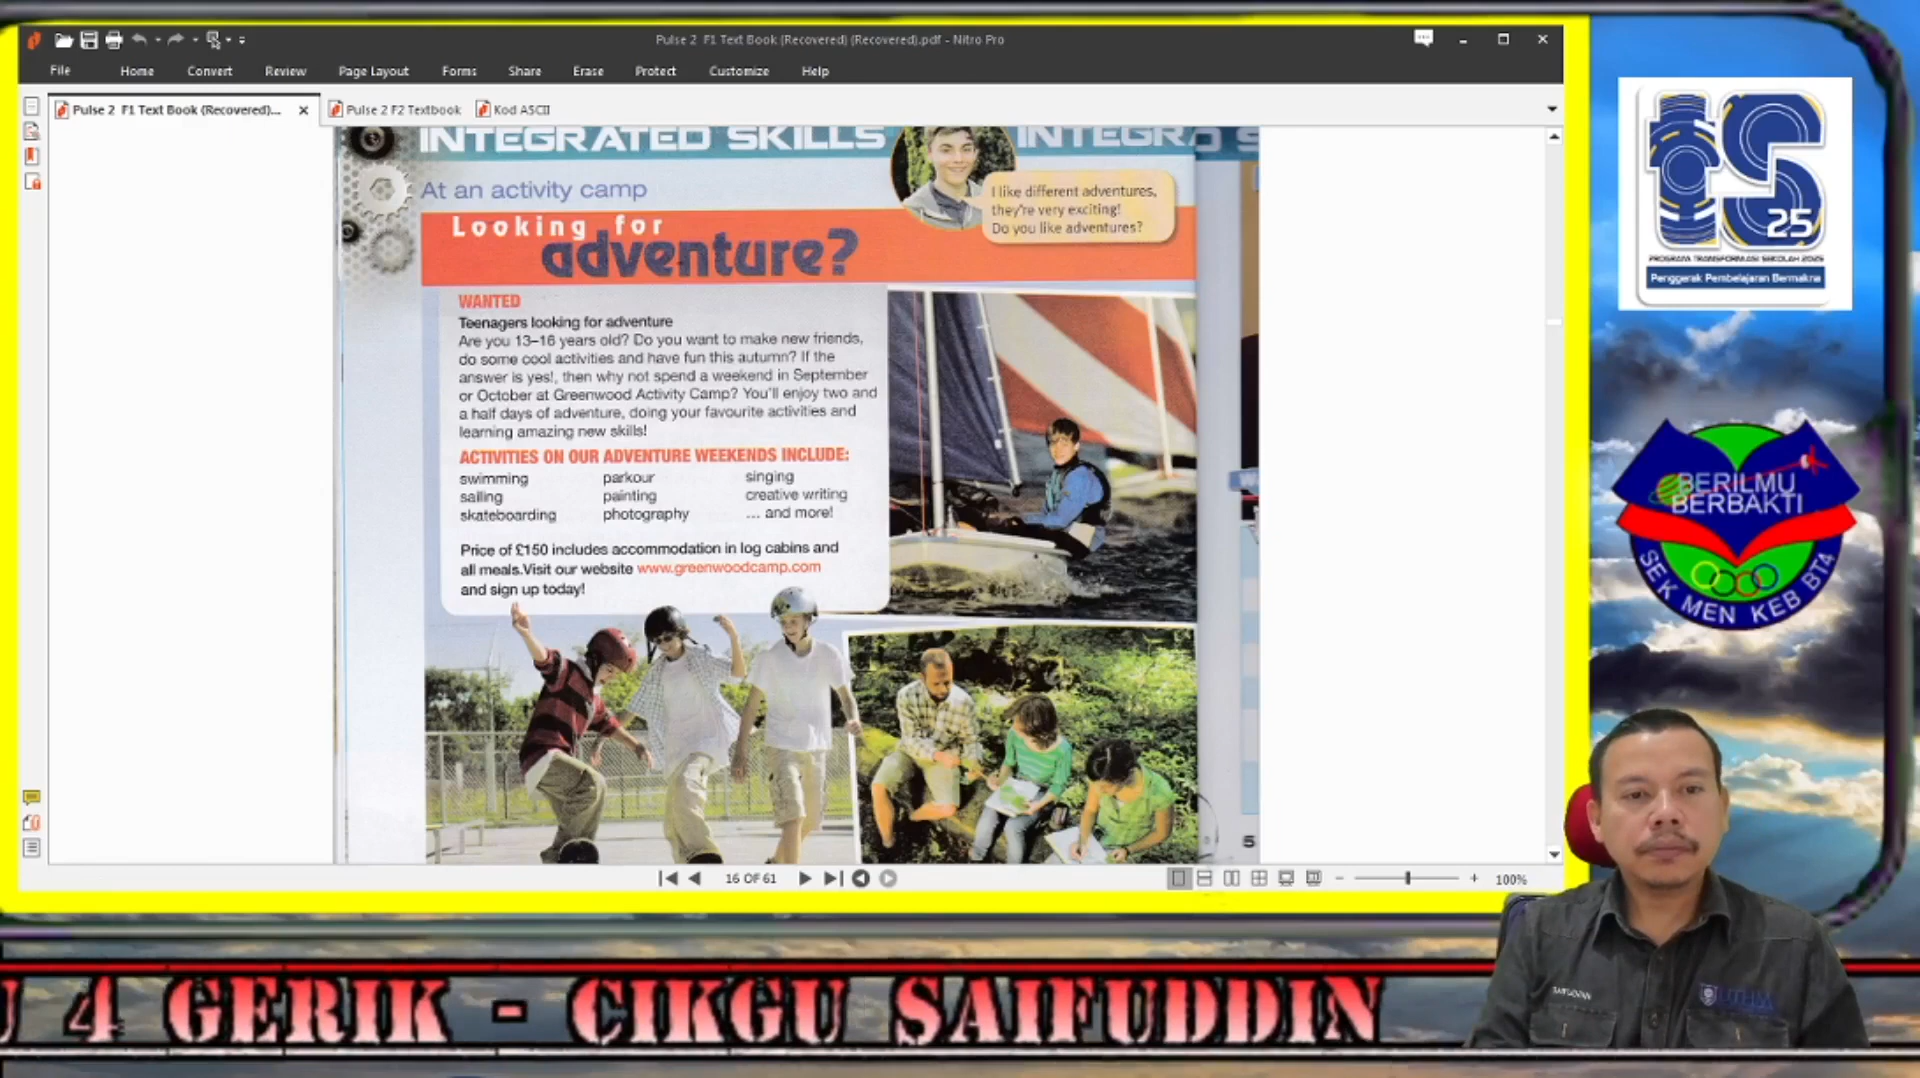 Pulse 2 F1 Text Book (Recovered) (Recovered).pdf - Nitro Pro
File Home Convert Review Page Layout Forms Share Erase Protect Customize Help
Pulse 2 F1 Text Book (Recovered)... Pulse 2 F2 Textbook Kod ASCII
INTEGRATED SKILLS
At an activity camp
I like different adventures,
they're very exciting!
Do you like adventures?
Looking for
adventure?
WANTED
Teenagers looking for adventure
Are you 13–16 years old? Do you want to make new friends,
do some cool activities and have fun this autumn? If the
answer is yes!, then why not spend a weekend in September
or October at Greenwood Activity Camp? You'll enjoy two and
a half days of adventure, doing your favourite activities and
learning amazing new skills!
ACTIVITIES ON OUR ADVENTURE WEEKENDS INCLUDE:
swimming parkour singing
sailing painting creative writing
skateboarding photography ... and more!
Price of £150 includes accommodation in log cabins and
all meals.Visit our website www.greenwoodcamp.com
and sign up today!
5
16 OF 61
100%
tS
25
PROGRAM TRANSFORMASI SEKOLAH 2025
Penggerak Pembelajaran Bermakna
BERILMU
BERBAKTI
SEK MEN KEB BT4
U 4 GERIK - CIKGU SAIFUDDIN
UTHM